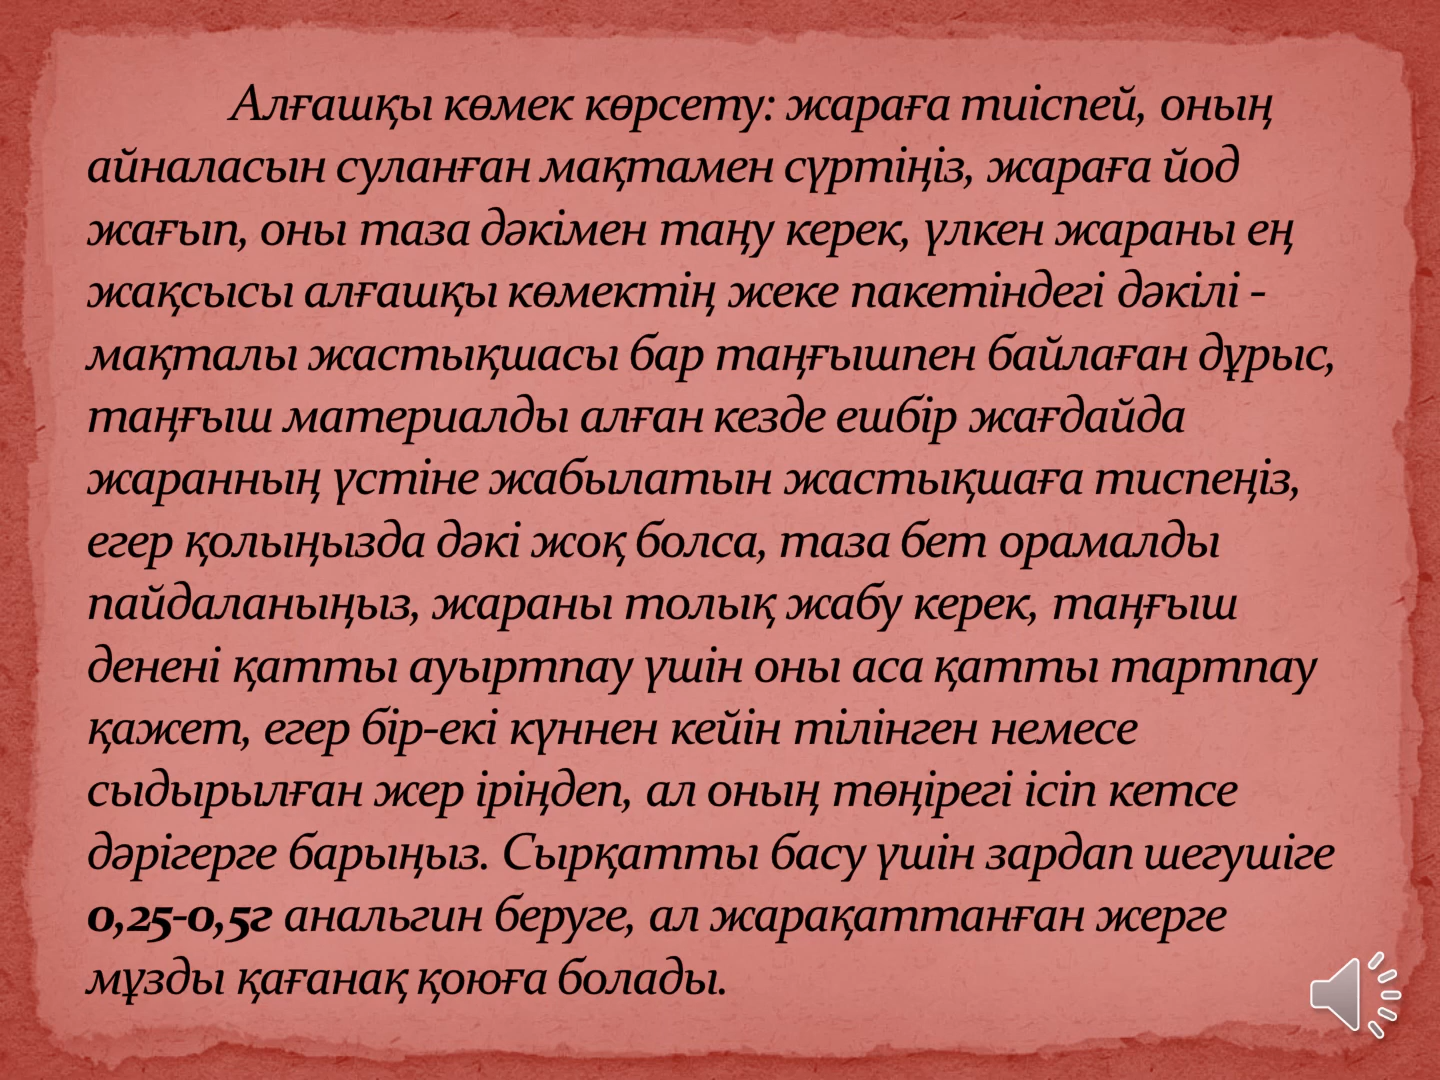 Алғашқы көмек көрсету: жараға тиіспей, оның
айналасын суланған мақтамен сүртіңіз, жараға йод
жағып, оны таза дәкімен таңу керек, үлкен жараны ең
жақсысы алғашқы көмектің жеке пакетіндегі дәкілі -
мақталы жастықшасы бар таңғышпен байлаған дұрыс,
таңғыш материалды алған кезде ешбір жағдайда
жаранның үстіне жабылатын жастықшаға тиспеңіз,
егер қолыңызда дәкі жоқ болса, таза бет орамалды
пайдаланыңыз, жараны толық жабу керек, таңғыш
денені қатты ауыртпау үшін оны аса қатты тартпау
қажет, егер бір-екі күннен кейін тілінген немесе
сыдырылған жер іріңдеп, ал оның төңірегі ісіп кетсе
дәрігерге барыңыз. Сырқатты басу үшін зардап шегушіге
0,25-0,5г анальгин беруге, ал жарақаттанған жерге
мұзды қағанақ қоюға болады.